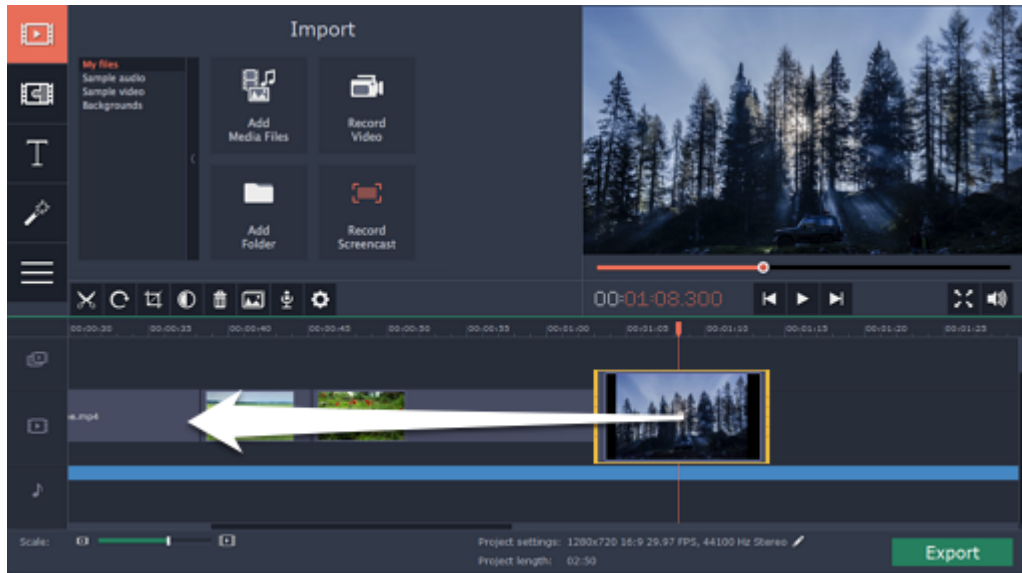 Import
My files
Sample audio
Sample video
Backgrounds
Add
Media Files
Record
Video
Add
Folder
Record
Screencast
T
00:01:08.300
00:00:30 00:00:35 00:00:40 00:00:45 00:00:50 00:00:55 00:01:00 00:01:05 00:01:10 00:01:15 00:01:20 00:01:25
e.mp4
Scale:
Project settings: 1280x720 16:9 29.97 FPS, 44100 Hz Stereo
Project length: 02:50
Export